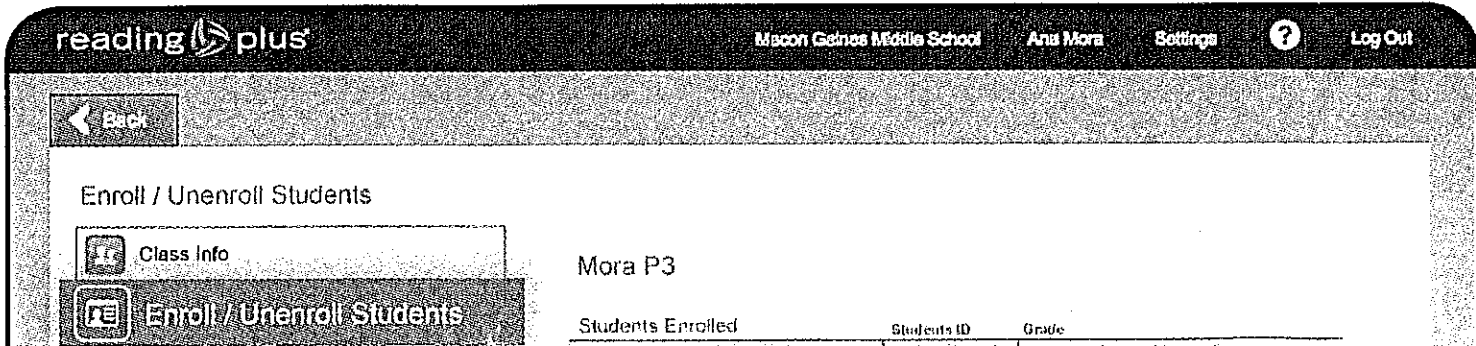 reading plus Macon Gaines Middle School Ana Mora Settings ? Log Out
Back
Enroll / Unenroll Students
Class Info
Mora P3
Enroll / Unenroll Students
Students Enrolled Students ID Grade